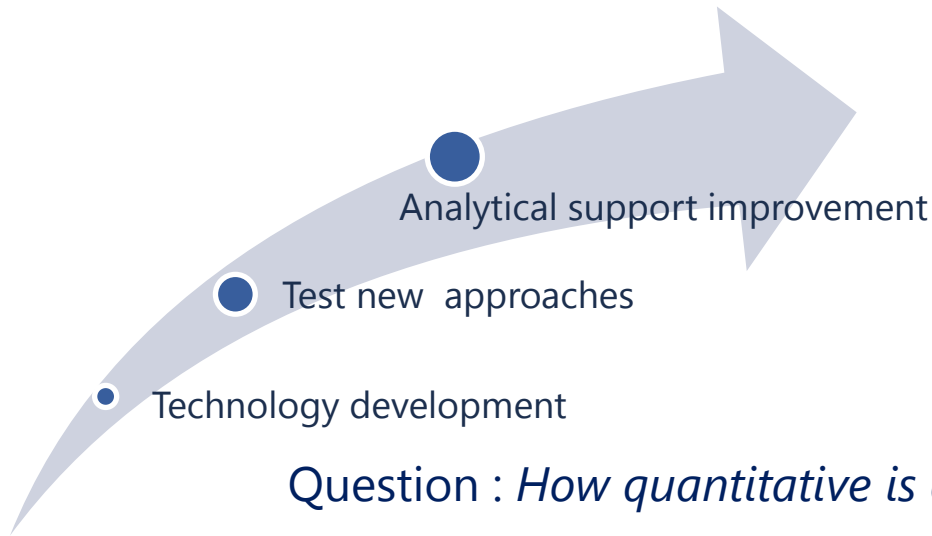 Analytical support improvement
Test new  approaches
Technology development
Question : How quantitative is